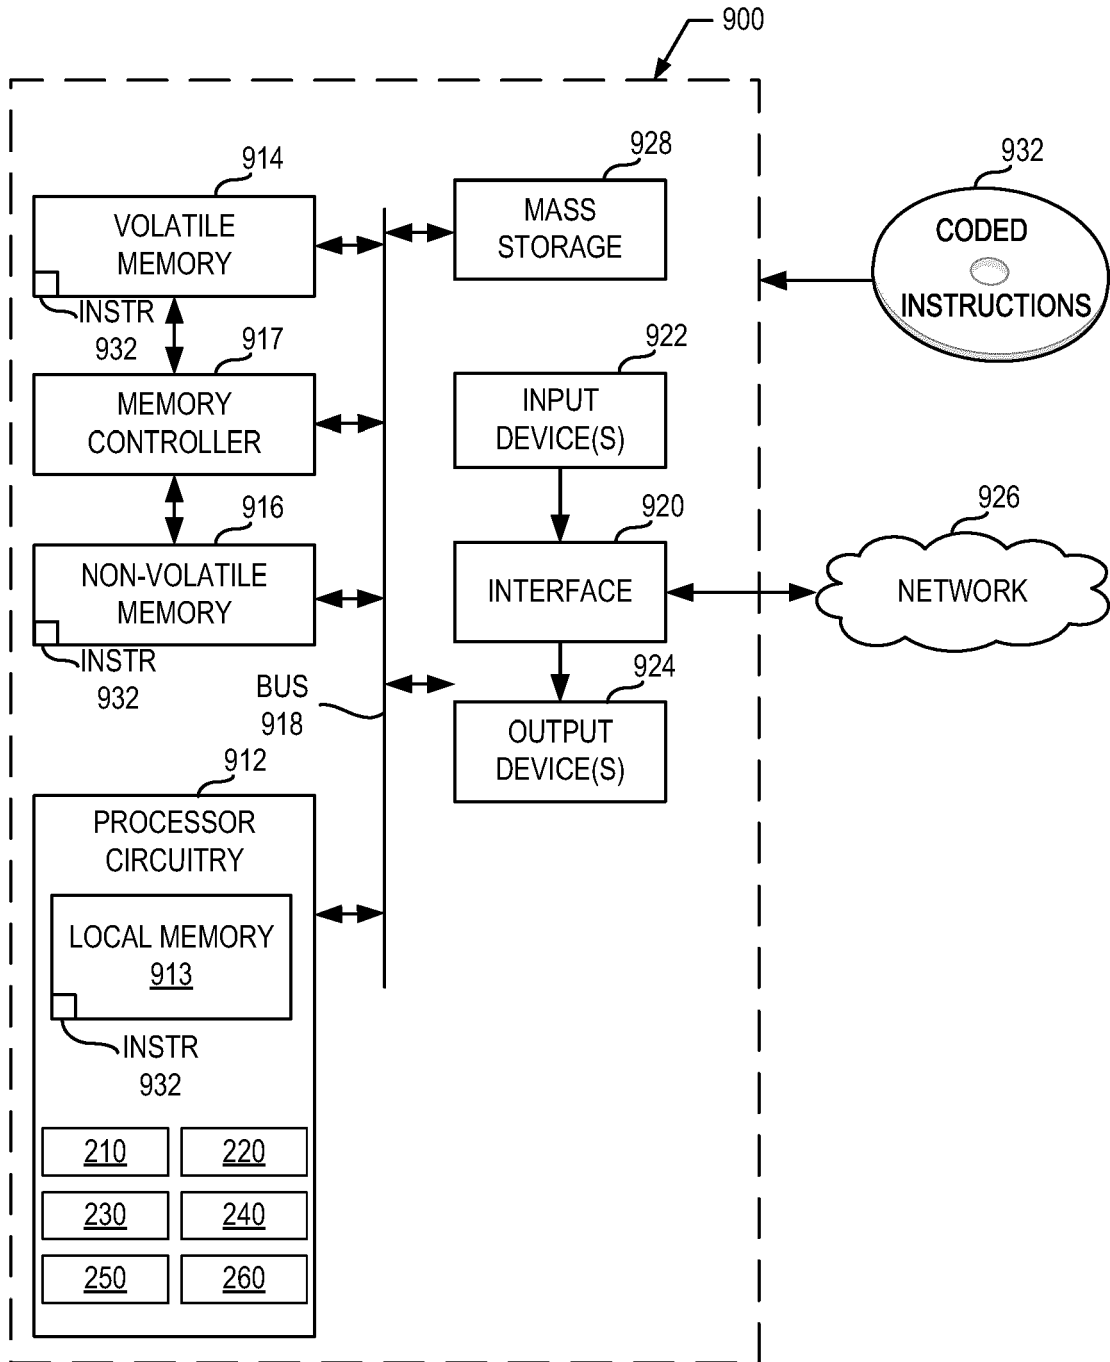 900
914
VOLATILE
MEMORY
INSTR
932
928
MASS
STORAGE
932
CODED
INSTRUCTIONS
917
MEMORY
CONTROLLER
922
INPUT
DEVICE(S)
916
NON-VOLATILE
MEMORY
INSTR
932
920
INTERFACE
926
NETWORK
BUS
918
924
OUTPUT
DEVICE(S)
912
PROCESSOR
CIRCUITRY
LOCAL MEMORY
913
INSTR
932
210 220
230 240
250 260